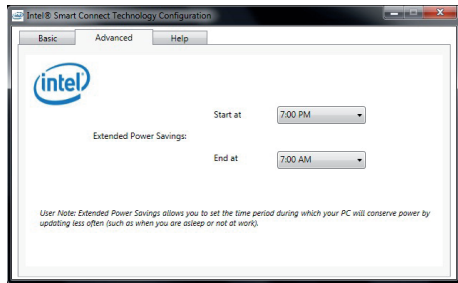 Intel® Smart Connect Technology Configuration
Basic Advanced Help
intel
Start at 7:00 PM
Extended Power Savings:
End at 7:00 AM
User Note: Extended Power Savings allows you to set the time period during which your PC will conserve power by
updating less often (such as when you are asleep or not at work).